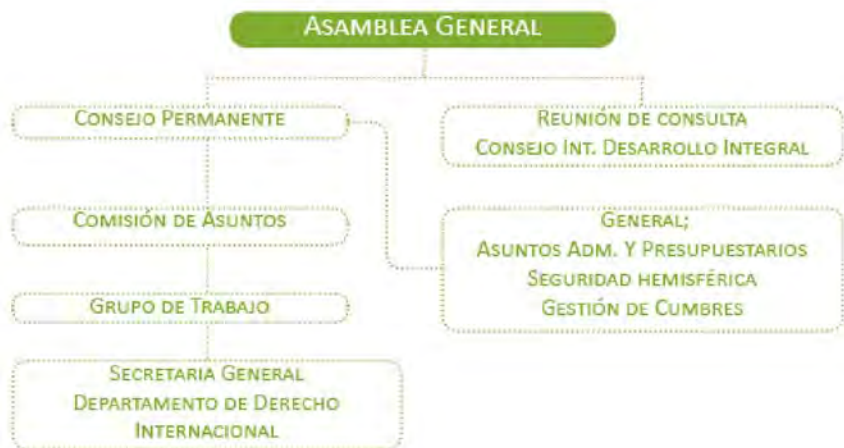 ASAMBLEA GENERAL
CONSEJO PERMANENTE
REUNIÓN DE CONSULTA
CONSEJO INT. DESARROLLO INTEGRAL
COMISIÓN DE ASUNTOS
GENERAL;
ASUNTOS ADM. Y PRESUPUESTARIOS
SEGURIDAD HEMISFÉRICA
GESTIÓN DE CUMBRES
GRUPO DE TRABAJO
SECRETARIA GENERAL
DEPARTAMENTO DE DERECHO
INTERNACIONAL